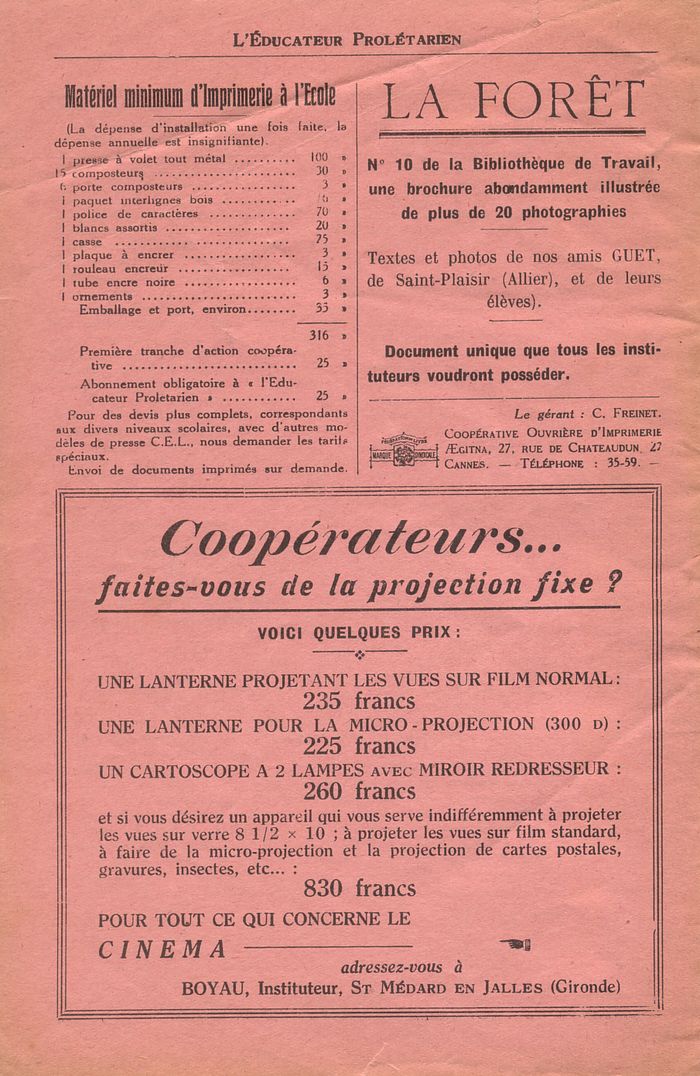 L'ÉDUCATEUR PROLÉTARIEN
Matériel minimum d'Imprimerie à l'Ecole
(La dépense d'installation une fois faite, la
dépense annuelle est insignifiante).
1 presse à volet tout métal .......... 100 »
15 composteurs .................... 30 »
6 porte composteurs ............... 3 »
1 paquet interlignes bois ........... »
1 police de caractères .............. 70 »
1 blancs assortis .................. 20 »
1 casse ........................... 25 »
1 plaque à encrer ................. 3 »
1 rouleau encreur ................. 15 »
1 tube encre noire ................. 6 »
1 ornements ...................... 3 »
Emballage et port, environ........ 35 »
316 »
Première tranche d'action coopéra-
tive ......................... 25 »
Abonnement obligatoire à « l'Edu-
cateur Proletarien » ............ 25 »
Pour des devis plus complets, correspondants
aux divers niveaux scolaires, avec d'autres mo-
dèles de presse C.E.L., nous demander les tarifs
spéciaux.
Envoi de documents imprimés sur demande.
LA FORÊT
N° 10 de la Bibliothèque de Travail,
une brochure abondamment illustrée
de plus de 20 photographies
Textes et photos de nos amis GUET,
de Saint-Plaisir (Allier), et de leurs
élèves).
Document unique que tous les insti-
tuteurs voudront posséder.
Le gérant : C. FREINET.
MARQUE SYNDICALE
COOPÉRATIVE OUVRIÈRE D'IMPRIMERIE
ÆGITNA, 27, RUE DE CHATEAUDUN, 27
CANNES. — TÉLÉPHONE : 35-59. —
Coopérateurs...
faites-vous de la projection fixe ?
VOICI QUELQUES PRIX :
UNE LANTERNE PROJETANT LES VUES SUR FILM NORMAL :
235 francs
UNE LANTERNE POUR LA MICRO-PROJECTION (300 D) :
225 francs
UN CARTOSCOPE A 2 LAMPES AVEC MIROIR REDRESSEUR :
260 francs
et si vous désirez un appareil qui vous serve indifféremment à projeter
les vues sur verre 8 1/2 × 10 ; à projeter les vues sur film standard,
à faire de la micro-projection et la projection de cartes postales,
gravures, insectes, etc... :
830 francs
POUR TOUT CE QUI CONCERNE LE
CINEMA
adressez-vous à
BOYAU, Instituteur, ST MÉDARD EN JALLES (Gironde)